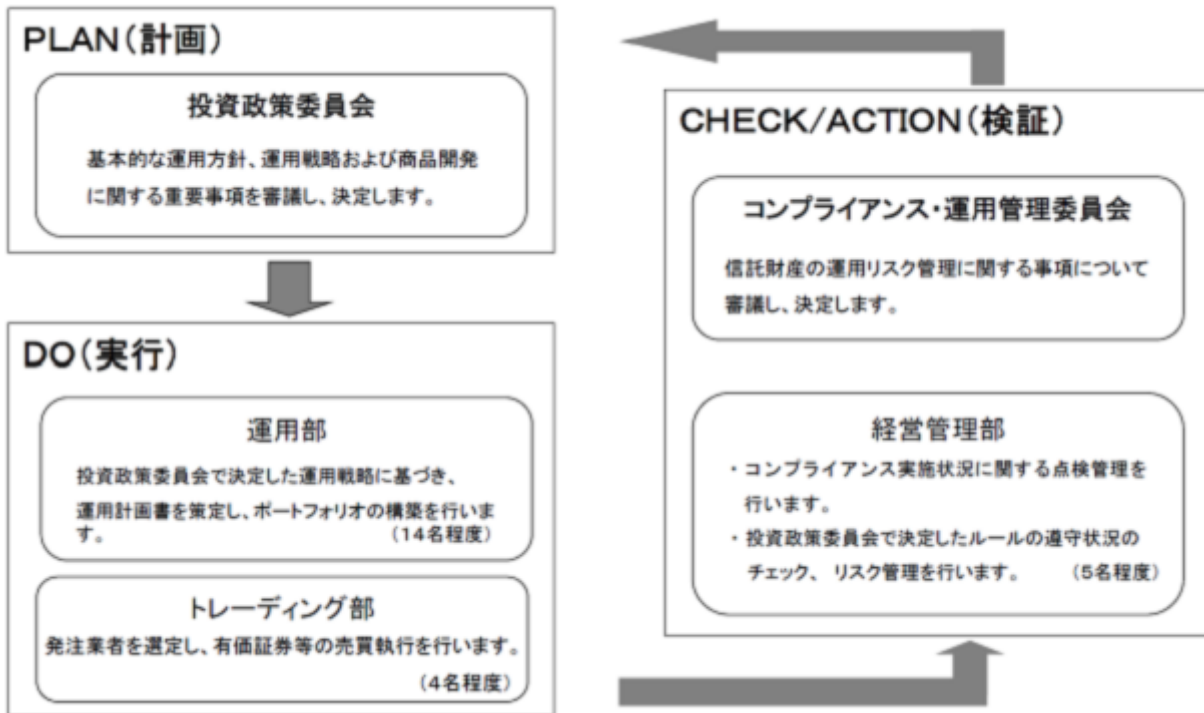 PLAN(計画)
投資政策委員会
基本的な運用方針、運用戦略および商品開発
に関する重要事項を審議し、決定します。
DO(実行)
運用部
投資政策委員会で決定した運用戦略に基づき、
運用計画書を策定し、ポートフォリオの構築を行いま
す。 (14名程度)
トレーディング部
発注業者を選定し、有価証券等の売買執行を行います。
(4名程度)
CHECK/ACTION(検証)
コンプライアンス・運用管理委員会
信託財産の運用リスク管理に関する事項について
審議し、決定します。
経営管理部
・コンプライアンス実施状況に関する点検管理を
行います。
・投資政策委員会で決定したルールの遵守状況の
チェック、 リスク管理を行います。 (5名程度)